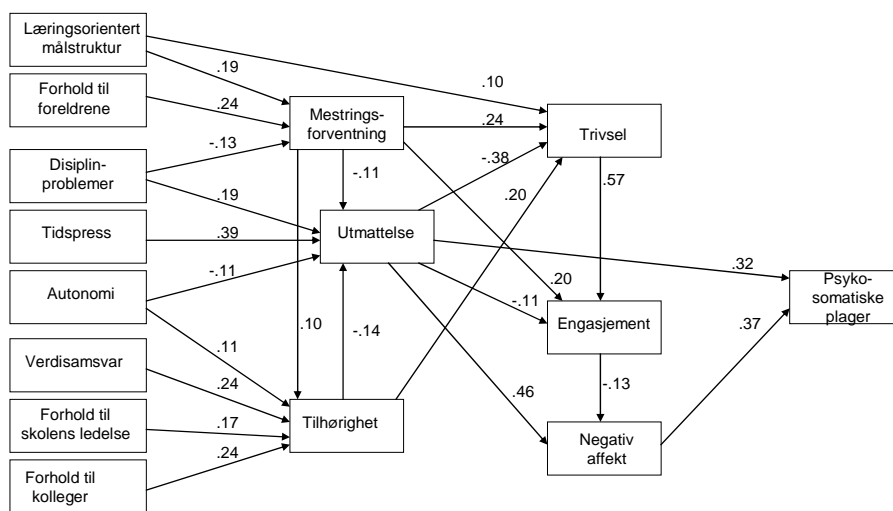 Læringsorientert
målstruktur
.19
.10
Forhold til
foreldrene
.24
Mestrings-
forventning
.24
Trivsel
-.13
Disiplin-
problemer
-.11
-.38
.19
.20
.57
Tidspress
.39
Utmattelse
-.11
.32
Autonomi
.20
-.11
Psyko-
somatiske
plager
Engasjement
.10
-.14
.37
.11
Verdisamsvar
.24
.46
-.13
Forhold til
skolens ledelse
.17
Tilhørighet
Negativ
affekt
.24
Forhold til
kolleger